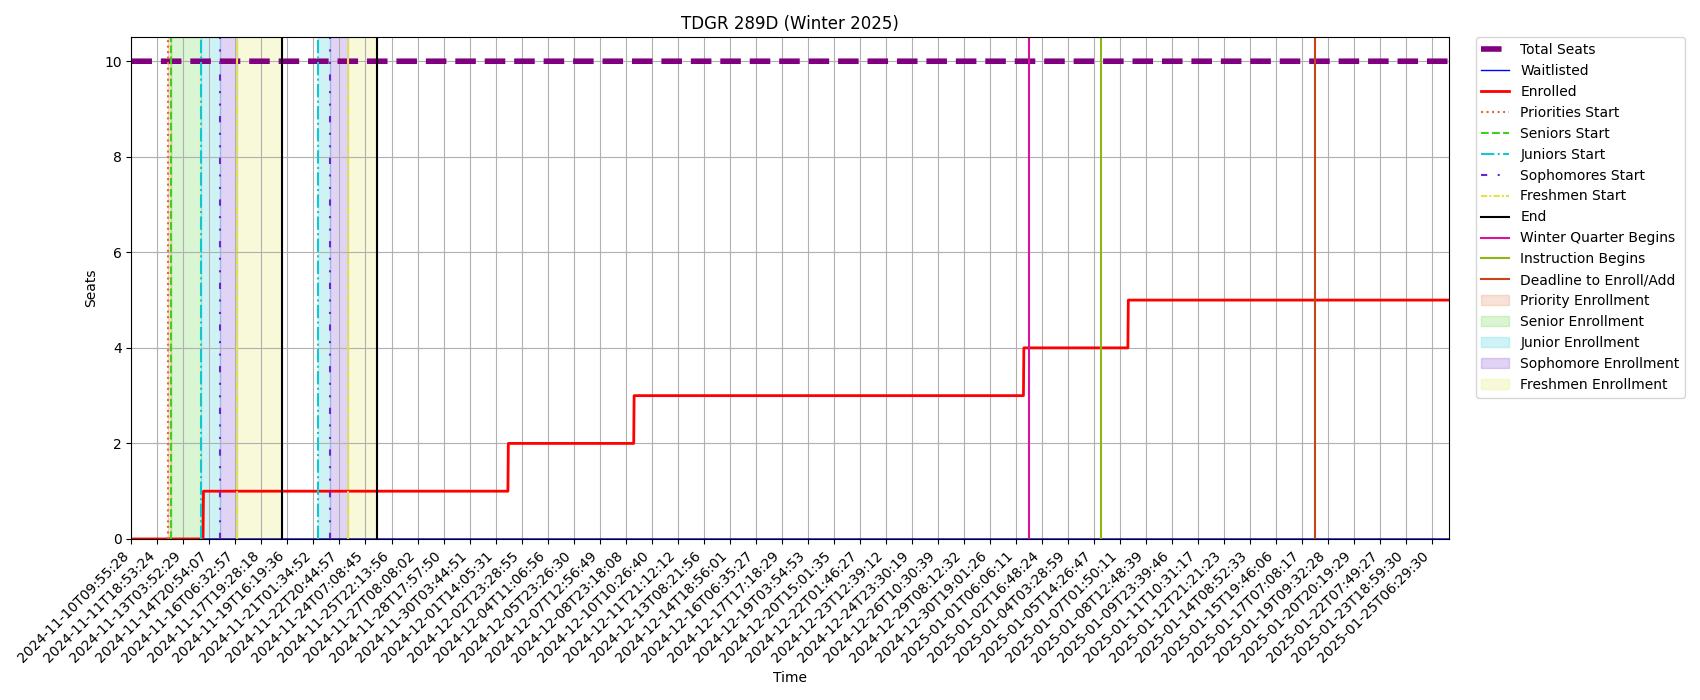 TDGR 289D (Winter 2025)
Seats
10
8
6
4
2
0
2024-11-10T09:55:28
2024-11-11T18:53:24
2024-11-13T03:52:29
2024-11-14T20:54:07
2024-11-16T06:32:57
2024-11-17T19:28:18
2024-11-19T16:19:36
2024-11-21T01:34:52
2024-11-22T20:44:57
2024-11-24T07:08:45
2024-11-25T22:13:56
2024-11-27T08:08:02
2024-11-28T17:57:50
2024-11-30T03:44:51
2024-12-01T14:05:31
2024-12-02T23:28:55
2024-12-04T11:06:56
2024-12-05T23:26:30
2024-12-07T12:56:49
2024-12-08T23:18:08
2024-12-10T10:26:40
2024-12-11T21:12:12
2024-12-13T08:21:56
2024-12-14T18:56:01
2024-12-16T06:35:27
2024-12-17T17:18:29
2024-12-19T03:54:53
2024-12-20T15:01:35
2024-12-22T01:46:27
2024-12-23T12:39:12
2024-12-24T23:30:19
2024-12-26T10:30:39
2024-12-29T08:12:32
2024-12-30T19:01:26
2025-01-01T06:06:11
2025-01-02T16:48:24
2025-01-04T03:28:59
2025-01-05T14:26:47
2025-01-07T01:50:11
2025-01-08T12:48:39
2025-01-09T23:39:46
2025-01-11T10:31:17
2025-01-12T21:21:23
2025-01-14T08:52:33
2025-01-15T19:46:06
2025-01-17T07:08:17
2025-01-19T09:32:28
2025-01-20T20:19:29
2025-01-22T07:49:27
2025-01-23T18:59:30
2025-01-25T06:29:30
Time
Total Seats
Waitlisted
Enrolled
Priorities Start
Seniors Start
Juniors Start
Sophomores Start
Freshmen Start
End
Winter Quarter Begins
Instruction Begins
Deadline to Enroll/Add
Priority Enrollment
Senior Enrollment
Junior Enrollment
Sophomore Enrollment
Freshmen Enrollment